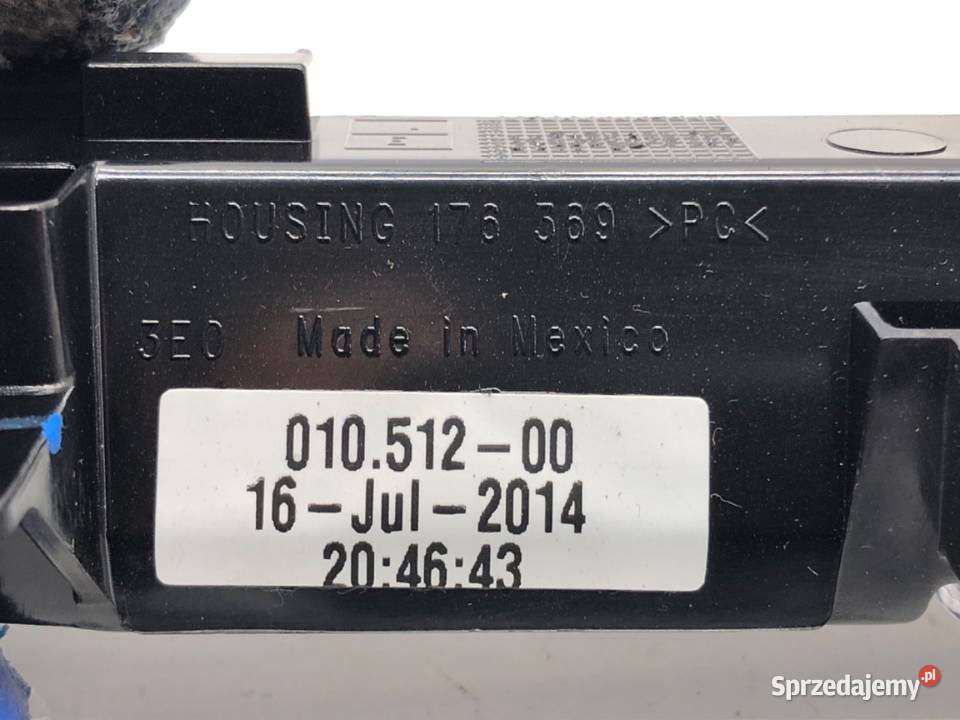 HOUSING 176 369 >PC<
3E0 Made in Mexico
010.512-00
16-Jul-2014
20:46:43
Sprzedajemy.pl